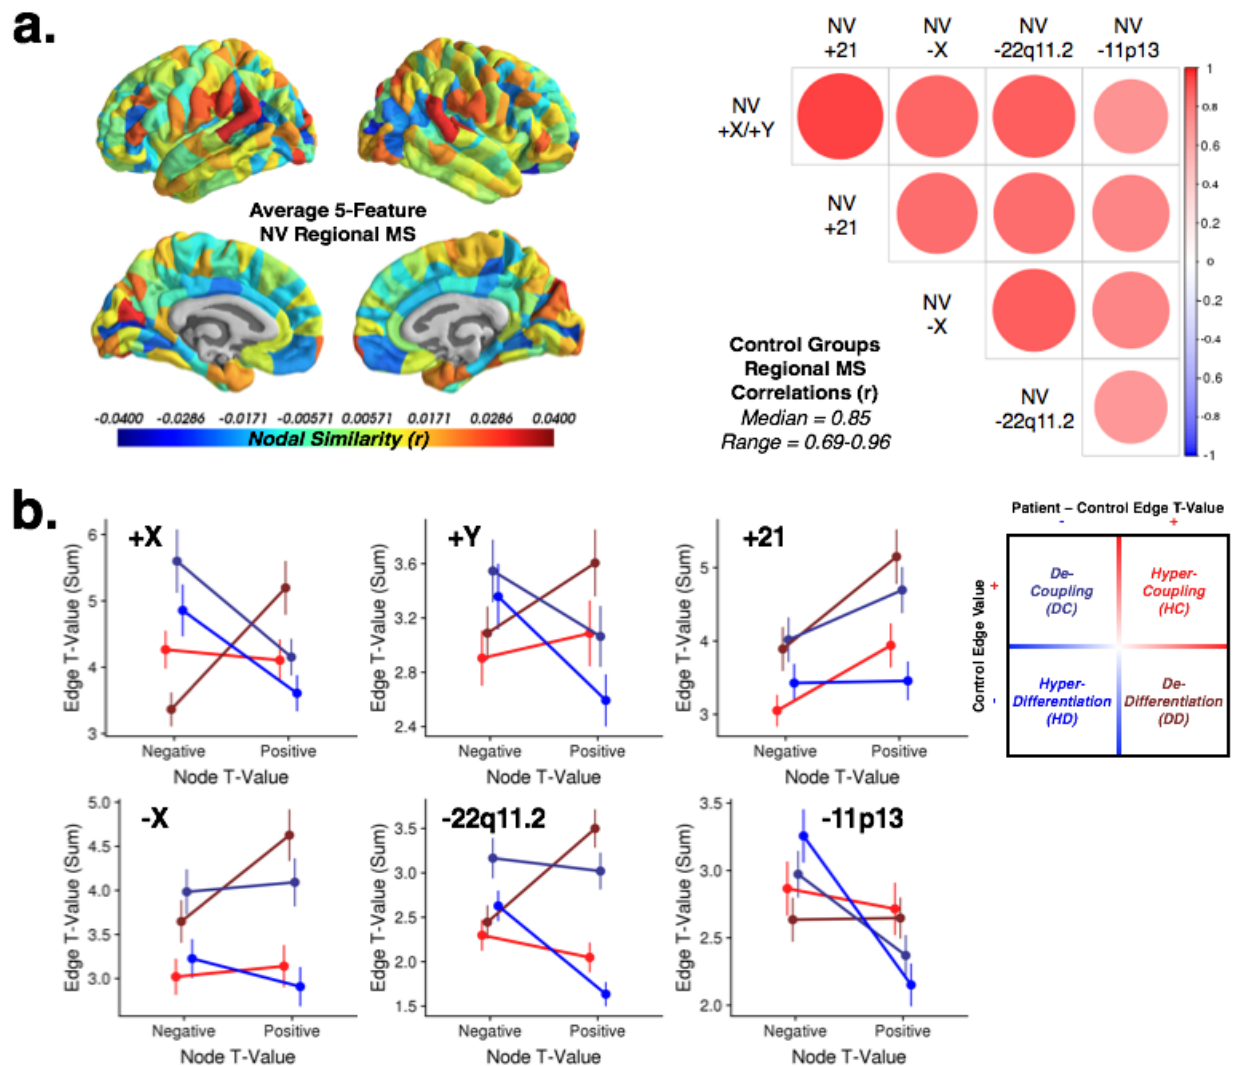 a.
NV
+21
NV
-X
NV
-22q11.2
NV
-11p13
NV
+X/+Y
NV
+21
NV
-X
NV
-22q11.2
1
0.8
0.6
0.4
0.2
0
-0.2
-0.4
-0.6
-0.8
-1
Average 5-Feature
NV Regional MS
-0.0400 -0.0286 -0.0171 -0.00571 0.00571 0.0171 0.0286 0.0400
Nodal Similarity (r)
Control Groups
Regional MS
Correlations (r)
Median = 0.85
Range = 0.69-0.96
b.
+X
Edge T-Value (Sum)
6
5
4
3
Negative Positive
Node T-Value
+Y
Edge T-Value (Sum)
3.6
3.2
2.8
2.4
Negative Positive
Node T-Value
+21
Edge T-Value (Sum)
5
4
3
Negative Positive
Node T-Value
Patient – Control Edge T-Value
- +
Control Edge Value
+
-
De-
Coupling
(DC)
Hyper-
Coupling
(HC)
Hyper-
Differentiation
(HD)
De-
Differentiation
(DD)
-X
Edge T-Value (Sum)
5.0
4.5
4.0
3.5
3.0
Negative Positive
Node T-Value
-22q11.2
Edge T-Value (Sum)
3.5
3.0
2.5
2.0
1.5
Negative Positive
Node T-Value
-11p13
Edge T-Value (Sum)
3.5
3.0
2.5
2.0
Negative Positive
Node T-Value